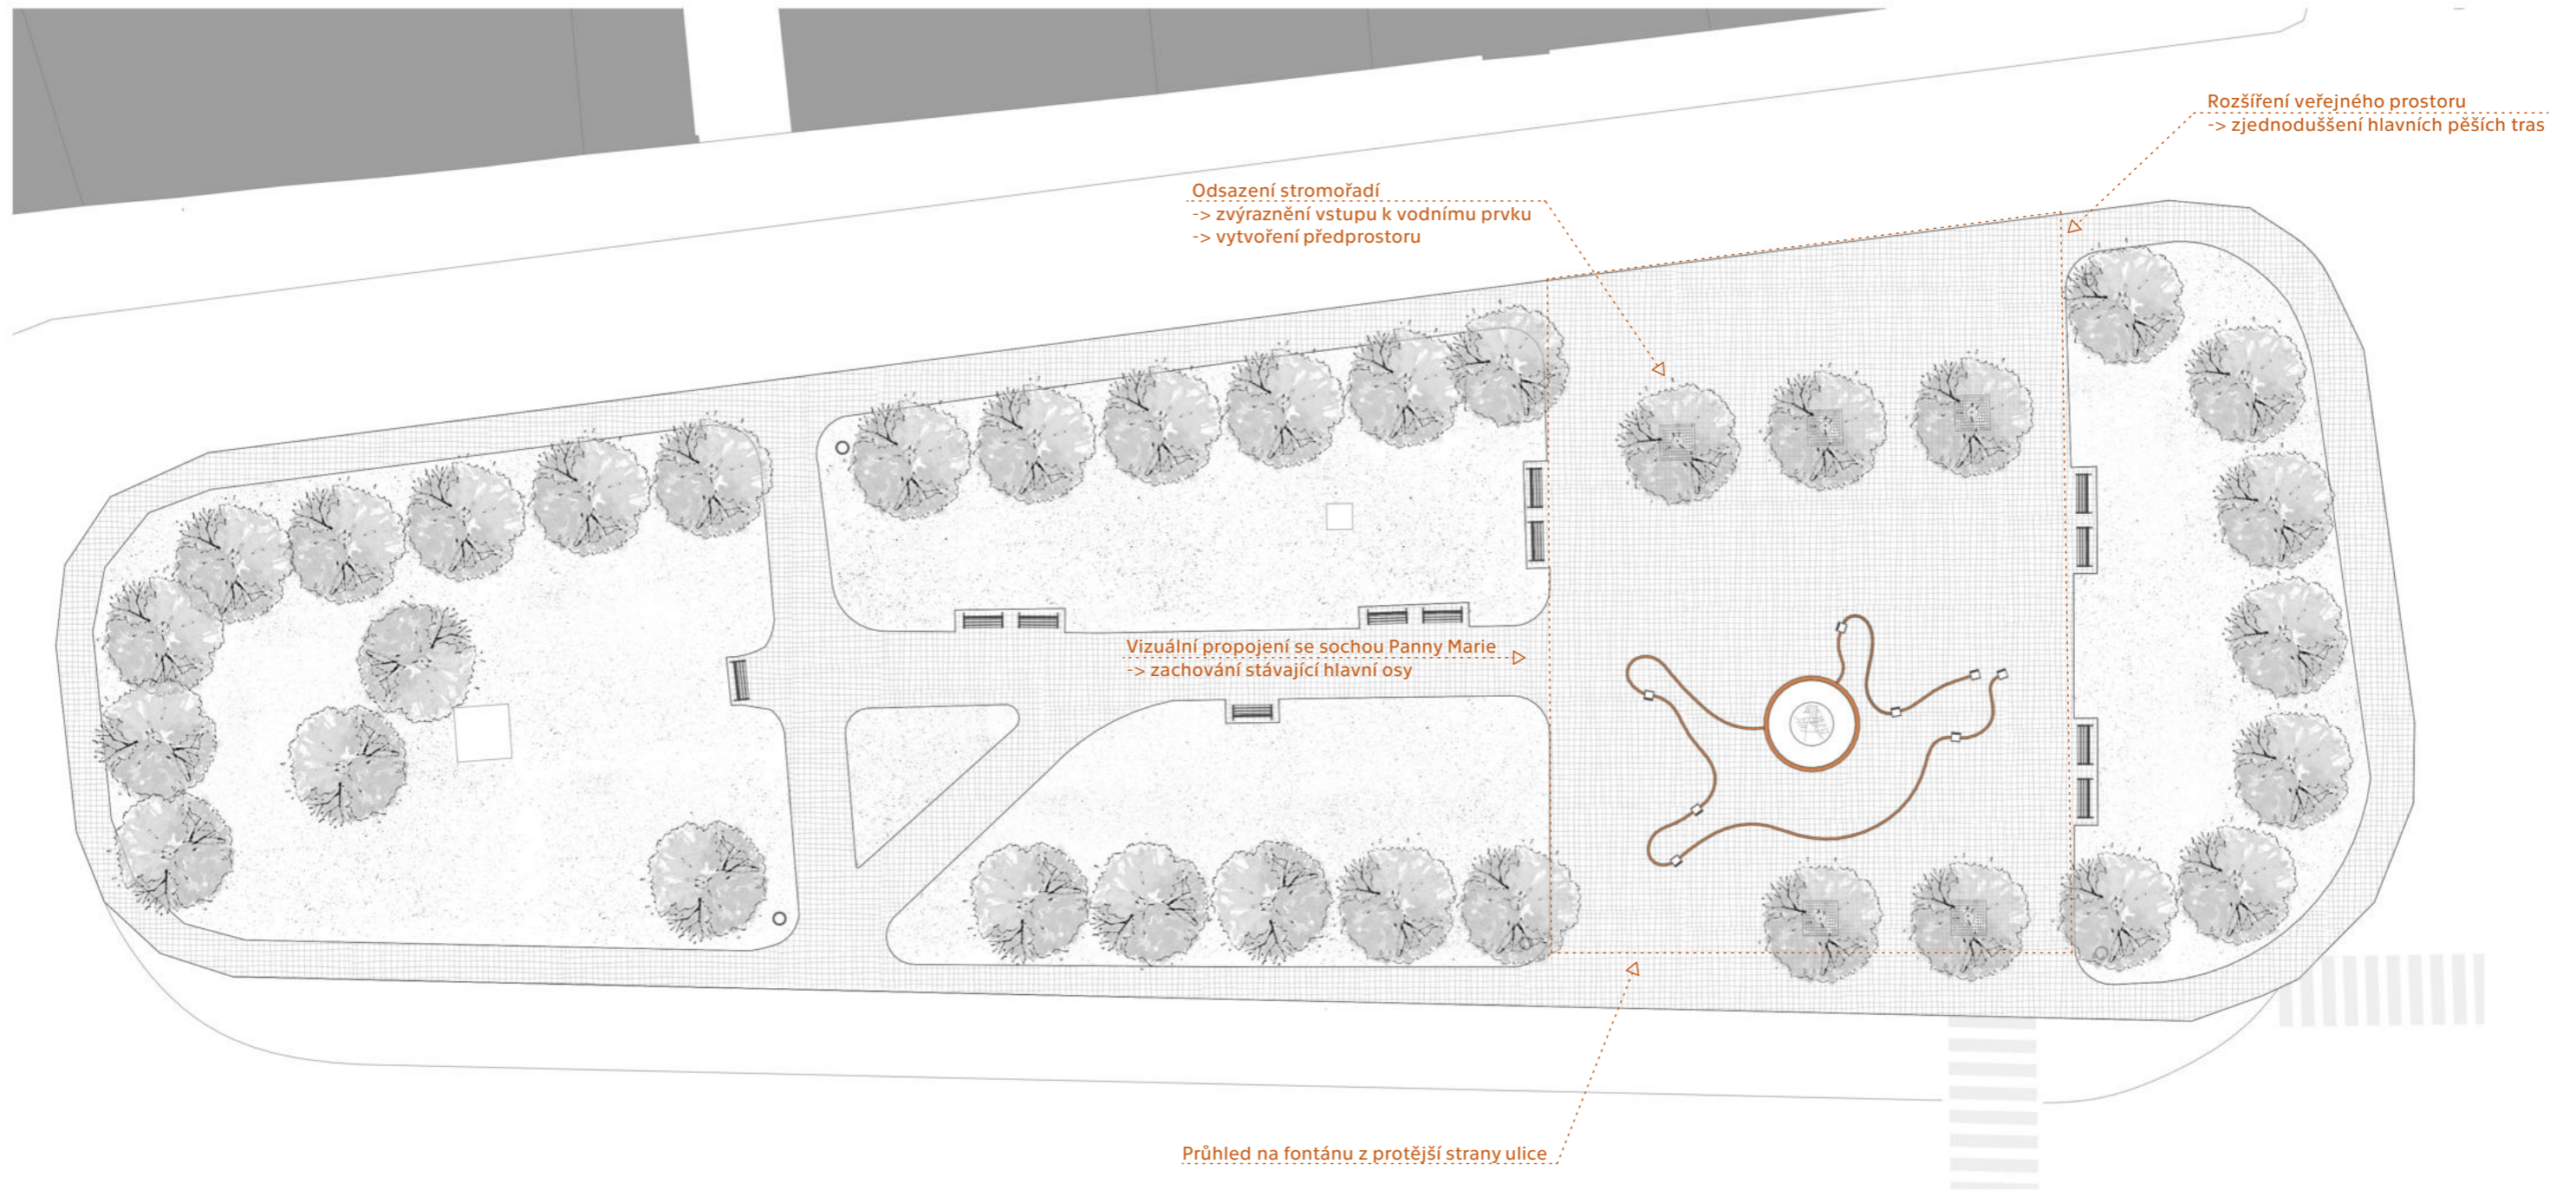 Rozšíření veřejného prostoru
-> zjednoduššení hlavních pěších tras
Odsazení stromořadí
-> zvýraznění vstupu k vodnímu prvku
-> vytvoření předprostoru
Vizuální propojení se sochou Panny Marie
-> zachování stávající hlavní osy
Průhled na fontánu z protější strany ulice